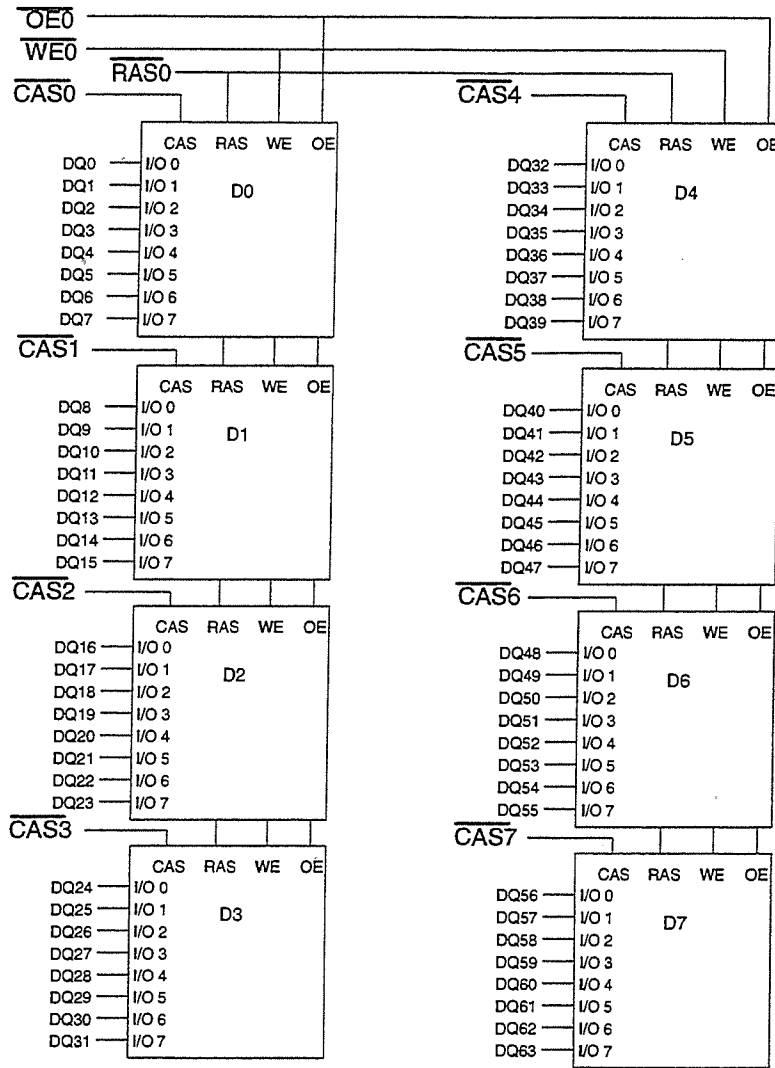 OE0
WE0
RAS0
CAS0
CAS RAS WE OE
DQ0 I/O 0
DQ1 I/O 1
DQ2 I/O 2
DQ3 I/O 3
DQ4 I/O 4
DQ5 I/O 5
DQ6 I/O 6
DQ7 I/O 7
D0
CAS1
CAS RAS WE OE
DQ8 I/O 0
DQ9 I/O 1
DQ10 I/O 2
DQ11 I/O 3
DQ12 I/O 4
DQ13 I/O 5
DQ14 I/O 6
DQ15 I/O 7
D1
CAS2
CAS RAS WE OE
DQ16 I/O 0
DQ17 I/O 1
DQ18 I/O 2
DQ19 I/O 3
DQ20 I/O 4
DQ21 I/O 5
DQ22 I/O 6
DQ23 I/O 7
D2
CAS3
CAS RAS WE OE
DQ24 I/O 0
DQ25 I/O 1
DQ26 I/O 2
DQ27 I/O 3
DQ28 I/O 4
DQ29 I/O 5
DQ30 I/O 6
DQ31 I/O 7
D3
CAS4
CAS RAS WE OE
DQ32 I/O 0
DQ33 I/O 1
DQ34 I/O 2
DQ35 I/O 3
DQ36 I/O 4
DQ37 I/O 5
DQ38 I/O 6
DQ39 I/O 7
D4
CAS5
CAS RAS WE OE
DQ40 I/O 0
DQ41 I/O 1
DQ42 I/O 2
DQ43 I/O 3
DQ44 I/O 4
DQ45 I/O 5
DQ46 I/O 6
DQ47 I/O 7
D5
CAS6
CAS RAS WE OE
DQ48 I/O 0
DQ49 I/O 1
DQ50 I/O 2
DQ51 I/O 3
DQ52 I/O 4
DQ53 I/O 5
DQ54 I/O 6
DQ55 I/O 7
D6
CAS7
CAS RAS WE OE
DQ56 I/O 0
DQ57 I/O 1
DQ58 I/O 2
DQ59 I/O 3
DQ60 I/O 4
DQ61 I/O 5
DQ62 I/O 6
DQ63 I/O 7
D7